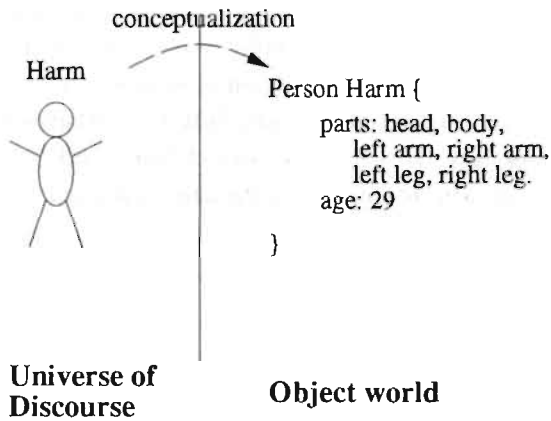 conceptualization
Harm
Person Harm {
parts: head, body,
left arm, right arm,
left leg, right leg.
age: 29
}
Universe of
Discourse
Object world